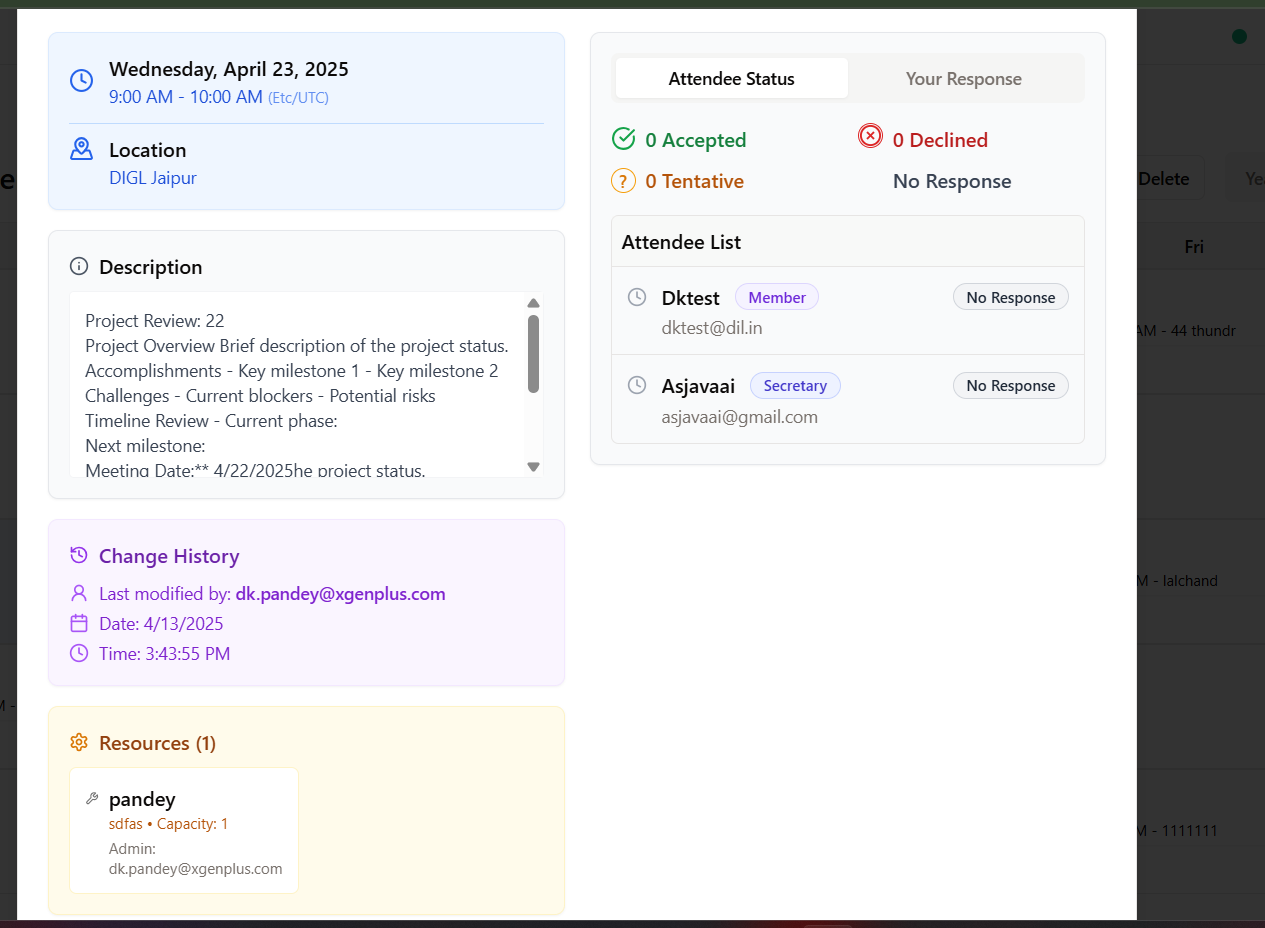 Wednesday, April 23, 2025
9:00 AM - 10:00 AM (Etc/UTC)
Location
DIGL Jaipur
Description
Project Review: 22
Project Overview Brief description of the project status.
Accomplishments - Key milestone 1 - Key milestone 2
Challenges - Current blockers - Potential risks
Timeline Review - Current phase:
Next milestone:
Meeting Date:** 4/22/2025he project status.
Change History
Last modified by: dk.pandey@xgenplus.com
Date: 4/13/2025
Time: 3:43:55 PM
Resources (1)
pandey
sdfas • Capacity: 1
Admin:
dk.pandey@xgenplus.com
Attendee Status
Your Response
0 Accepted
0 Declined
0 Tentative
No Response
Attendee List
Dktest Member No Response
dktest@dil.in
Asjavaai Secretary No Response
asjavaai@gmail.com
Delete
Fri
AM - 44 thundr
M - lalchand
M - 1111111